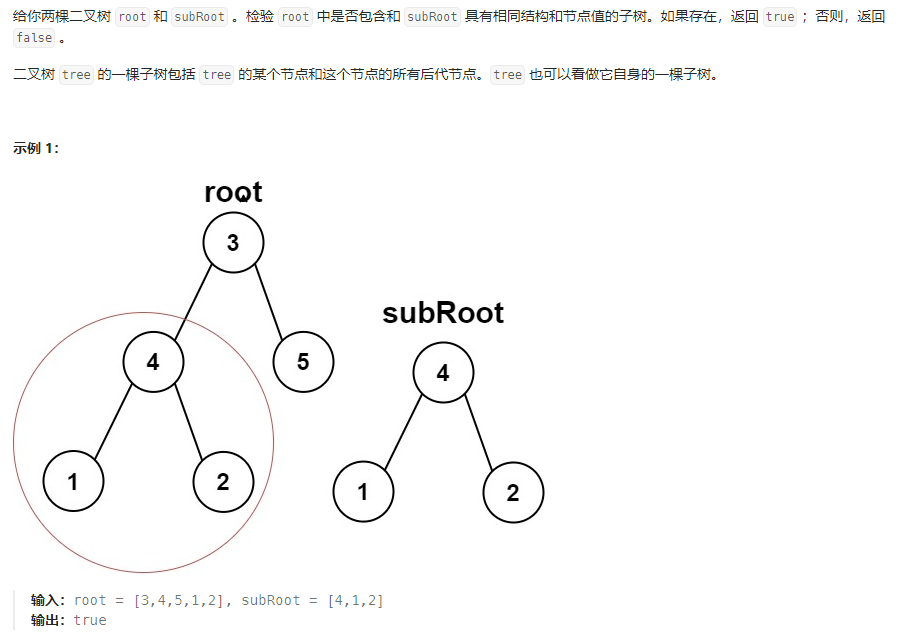 给你两棵二叉树 root 和 subRoot 。检验 root 中是否包含和 subRoot 具有相同结构和节点值的子树。如果存在，返回 true ；否则，返回
false 。
二叉树 tree 的一棵子树包括 tree 的某个节点和这个节点的所有后代节点。tree 也可以看做它自身的一棵子树。
示例 1：
root
3
subRoot
4
5
4
1
2
1
2
输入：root = [3,4,5,1,2], subRoot = [4,1,2]
输出：true